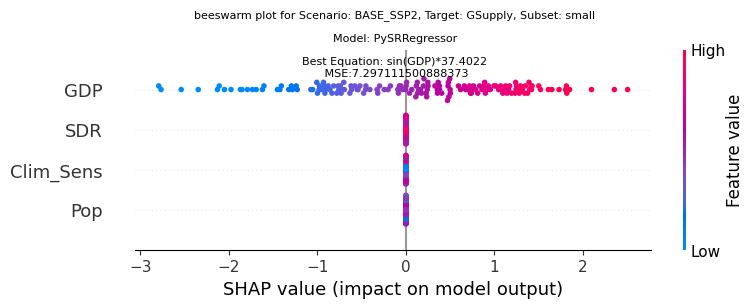 beeswarm plot for Scenario: BASE_SSP2, Target: GSupply, Subset: small
Model: PySRRegressor
Best Equation: sin(GDP)*37.4022
MSE:7.297111500888373
High
GDP
SDR
Clim_Sens
Pop
Feature value
Low
−3 −2 −1 0 1 2
SHAP value (impact on model output)